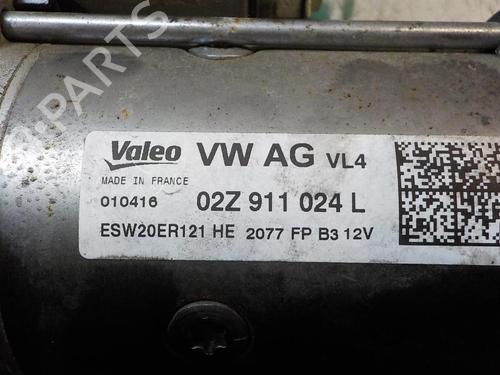 Valeo VW AG VL4
MADE IN FRANCE
010416 02Z 911 024 L
ESW20ER121 HE 2077 FP B3 12V